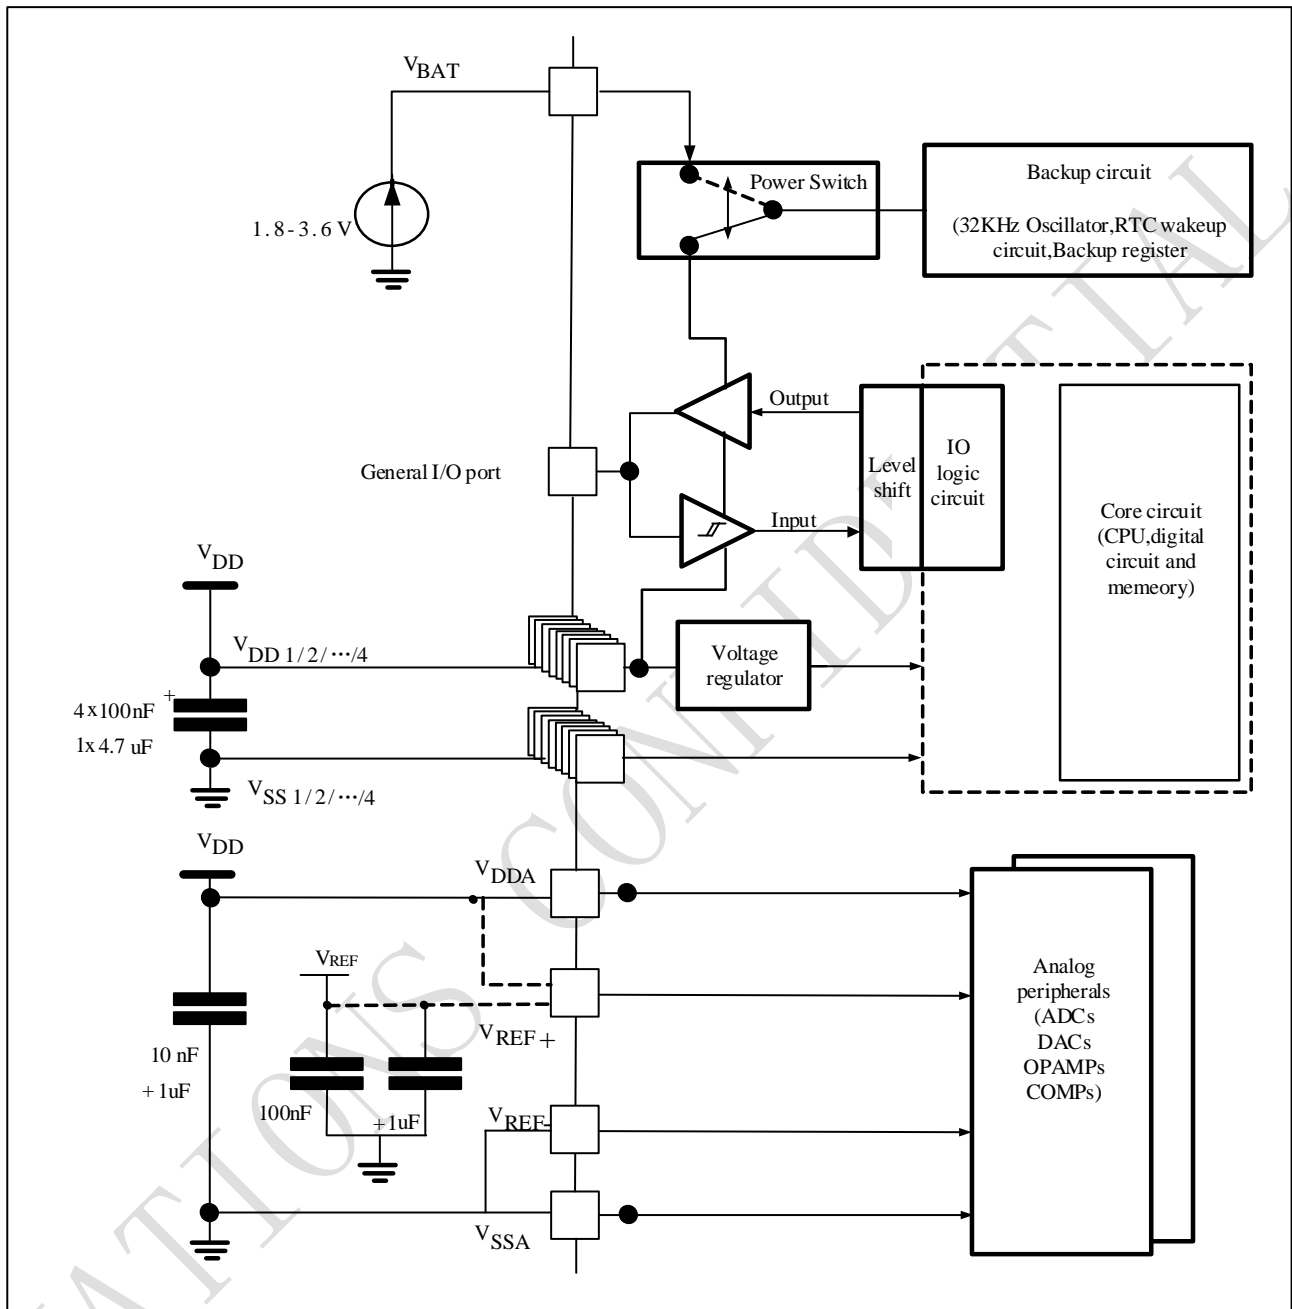 VBAT
1.8-3.6 V
Power Switch
Backup circuit
(32KHz Oscillator,RTC wakeup
circuit,Backup register
Output
General I/O port
Level
shift
IO
logic
circuit
Input
Core circuit
(CPU,digital
circuit and
memeory)
VDD
VDD 1/2/···/4
Voltage
regulator
4x100nF
+
1x4.7 uF
VSS 1/2/···/4
VDD
VDDA
VREF
VREF+
10 nF
+1uF
100nF
+1uF
VREF-
VSSA
Analog
peripherals
(ADCs
DACs
OPAMPs
COMPs)